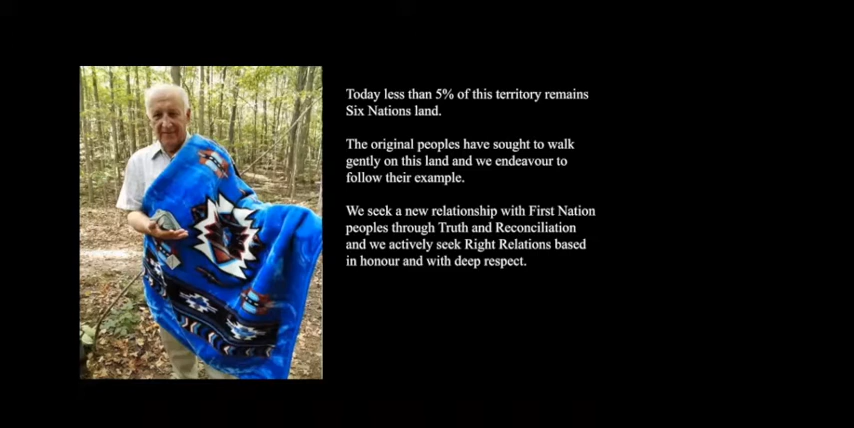 Today less than 5% of this territory remains
Six Nations land.
The original peoples have sought to walk
gently on this land and we endeavour to
follow their example.
We seek a new relationship with First Nation
peoples through Truth and Reconciliation
and we actively seek Right Relations based
in honour and with deep respect.